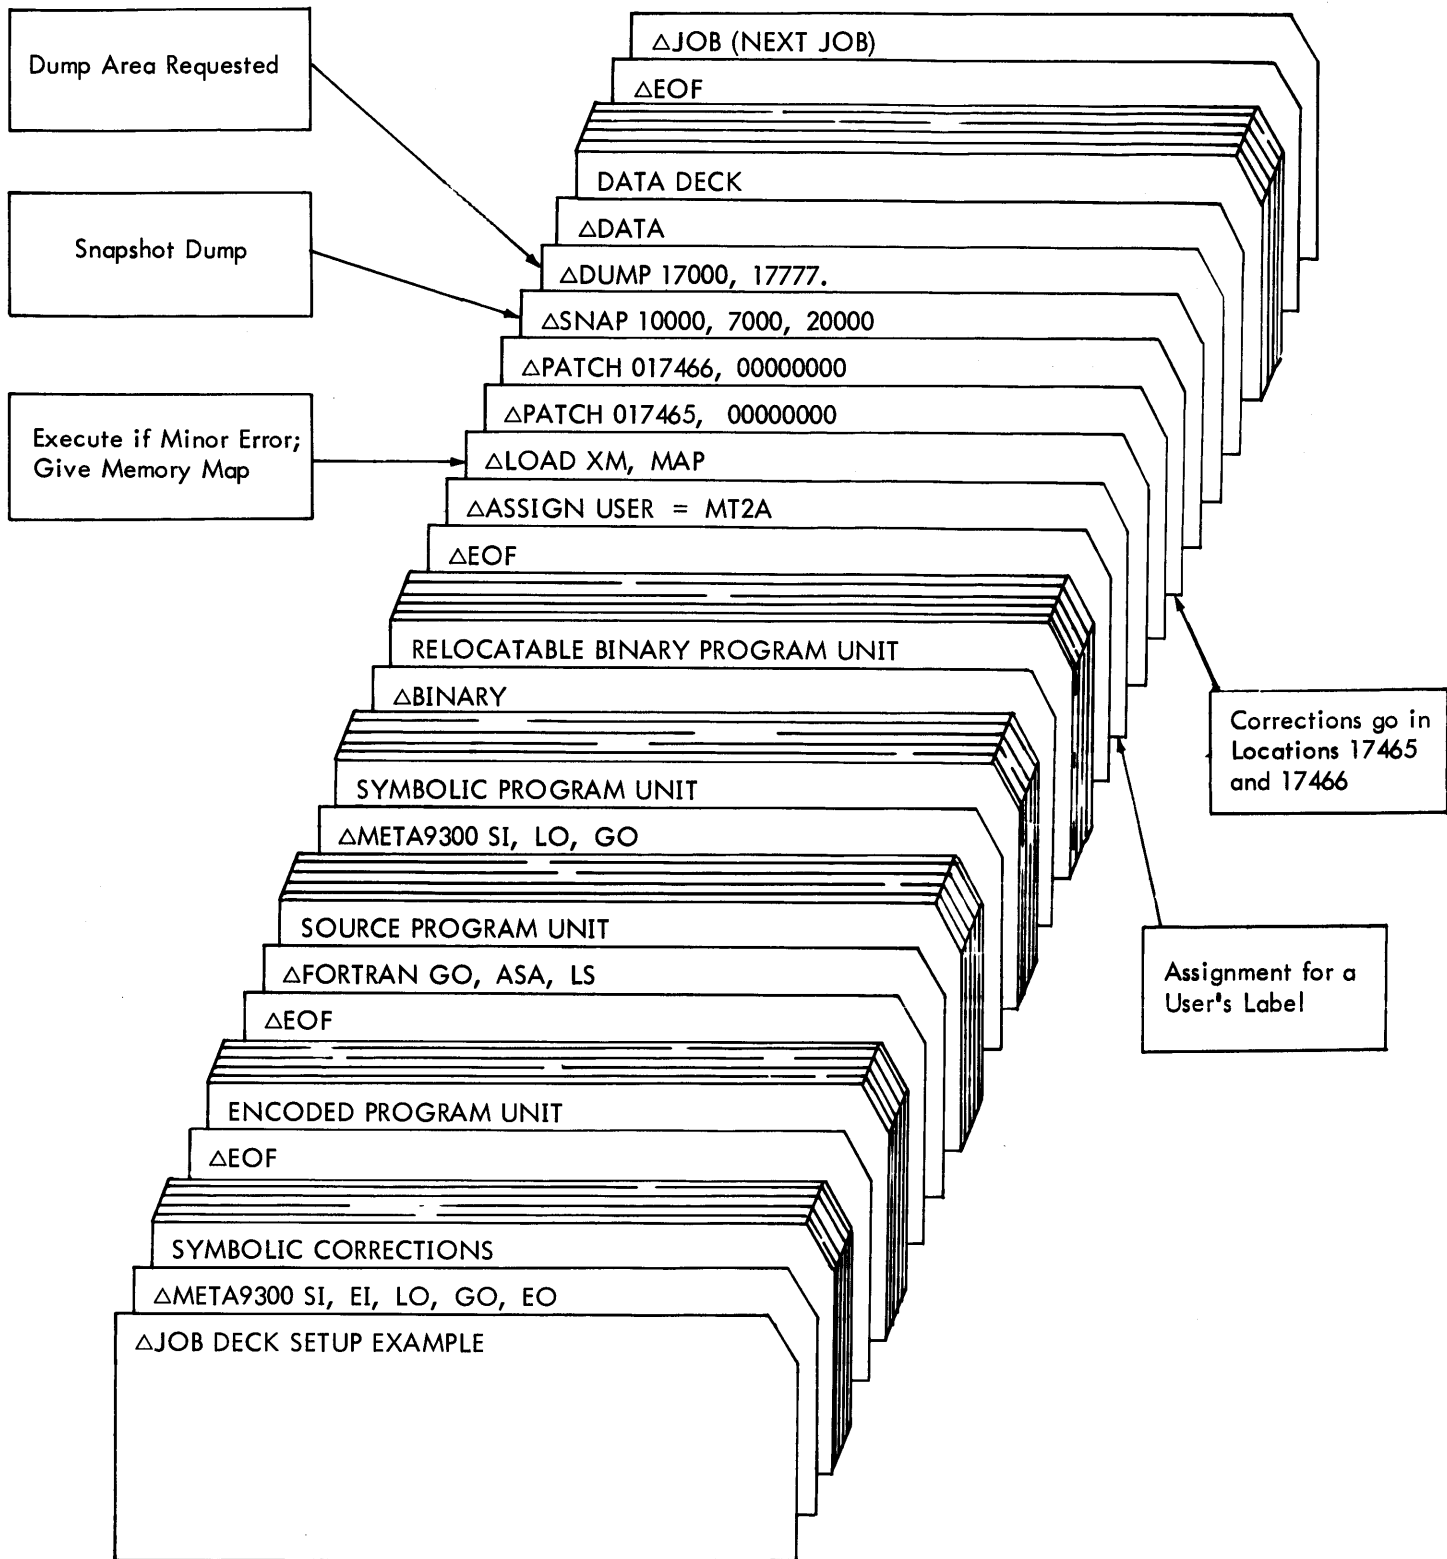 △JOB (NEXT JOB)
Dump Area Requested
△EOF
DATA DECK
△DATA
Snapshot Dump
△DUMP 17000, 17777.
△SNAP 10000, 7000, 20000
△PATCH 017466, 00000000
△PATCH 017465, 00000000
Execute if Minor Error;
Give Memory Map
△LOAD XM, MAP
△ASSIGN USER = MT2A
△EOF
RELOCATABLE BINARY PROGRAM UNIT
△BINARY
Corrections go in
Locations 17465
and 17466
SYMBOLIC PROGRAM UNIT
△META9300 SI, LO, GO
SOURCE PROGRAM UNIT
△FORTRAN GO, ASA, LS
Assignment for a
User's Label
△EOF
ENCODED PROGRAM UNIT
△EOF
SYMBOLIC CORRECTIONS
△META9300 SI, EI, LO, GO, EO
△JOB DECK SETUP EXAMPLE